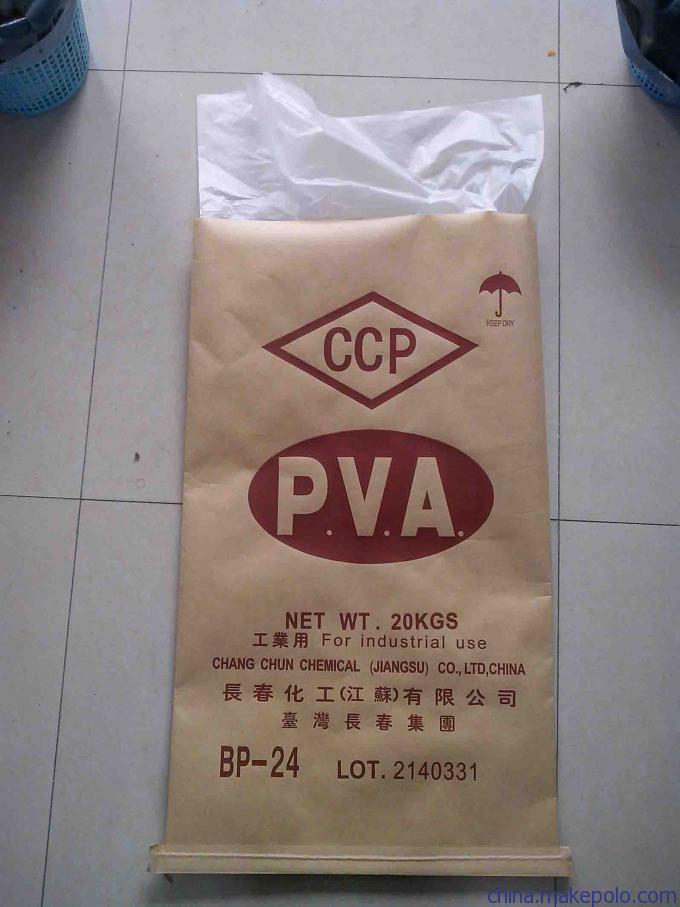 KEEP DRY
CCP
P.V.A.
NET WT. 20KGS
工業用 For industrial use
CHANG CHUN CHEMICAL (JIANGSU) CO.,LTD,CHINA
長春化工(江蘇)有限公司
臺灣長春集團
BP-24 LOT. 2140331
china.makepolo.com